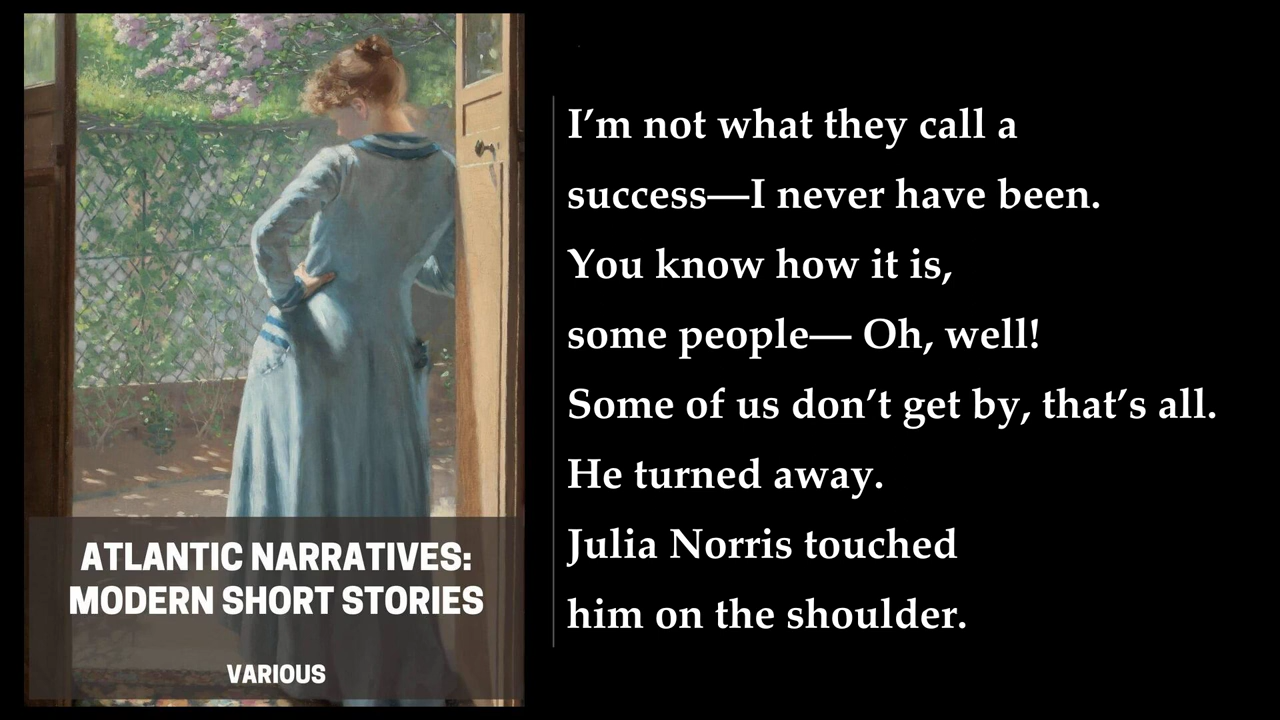 ATLANTIC NARRATIVES:
MODERN SHORT STORIES
VARIOUS
I’m not what they call a
success—I never have been.
You know how it is,
some people— Oh, well!
Some of us don’t get by, that’s all.
He turned away.
Julia Norris touched
him on the shoulder.